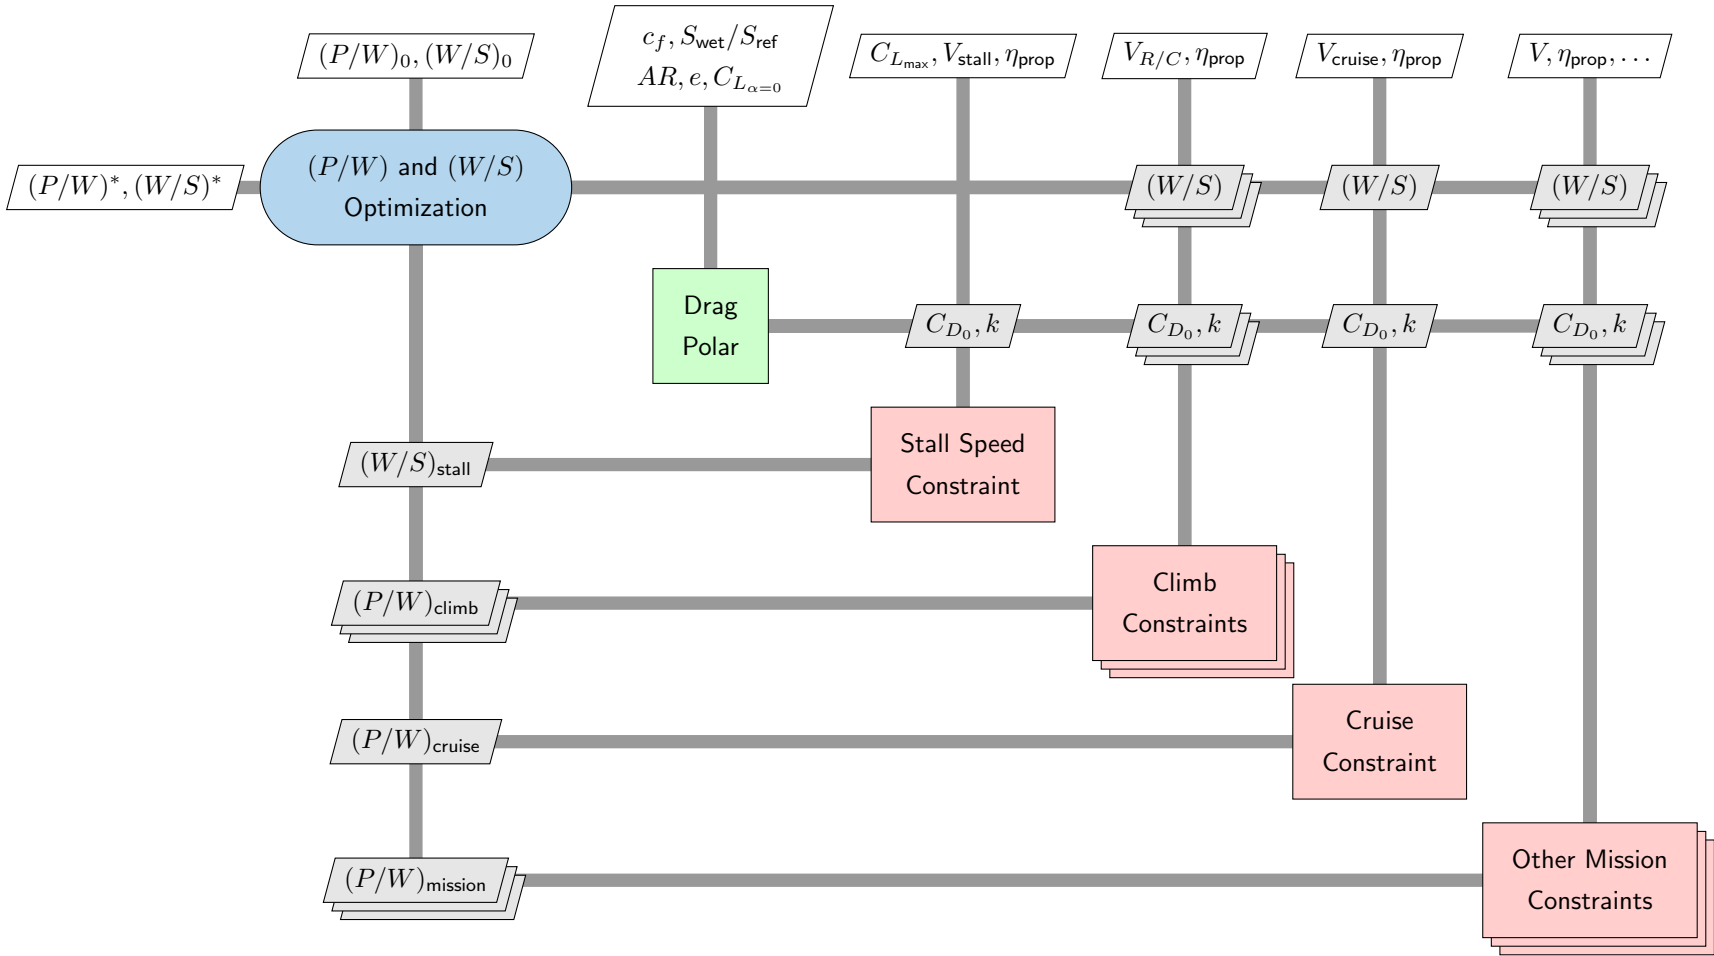 (P/W)₀, (W/S)₀
c_f, S_wet/S_ref
AR, e, C_{L_{α=0}}
C_{L_max}, V_stall, η_prop
V_{R/C}, η_prop
V_cruise, η_prop
V, η_prop, …
(P/W)*, (W/S)*
(P/W) and (W/S)
Optimization
(W/S)
(W/S)
(W/S)
Drag
Polar
C_{D_0}, k
C_{D_0}, k
C_{D_0}, k
C_{D_0}, k
(W/S)_stall
Stall Speed
Constraint
(P/W)_climb
Climb
Constraints
(P/W)_cruise
Cruise
Constraint
(P/W)_mission
Other Mission
Constraints